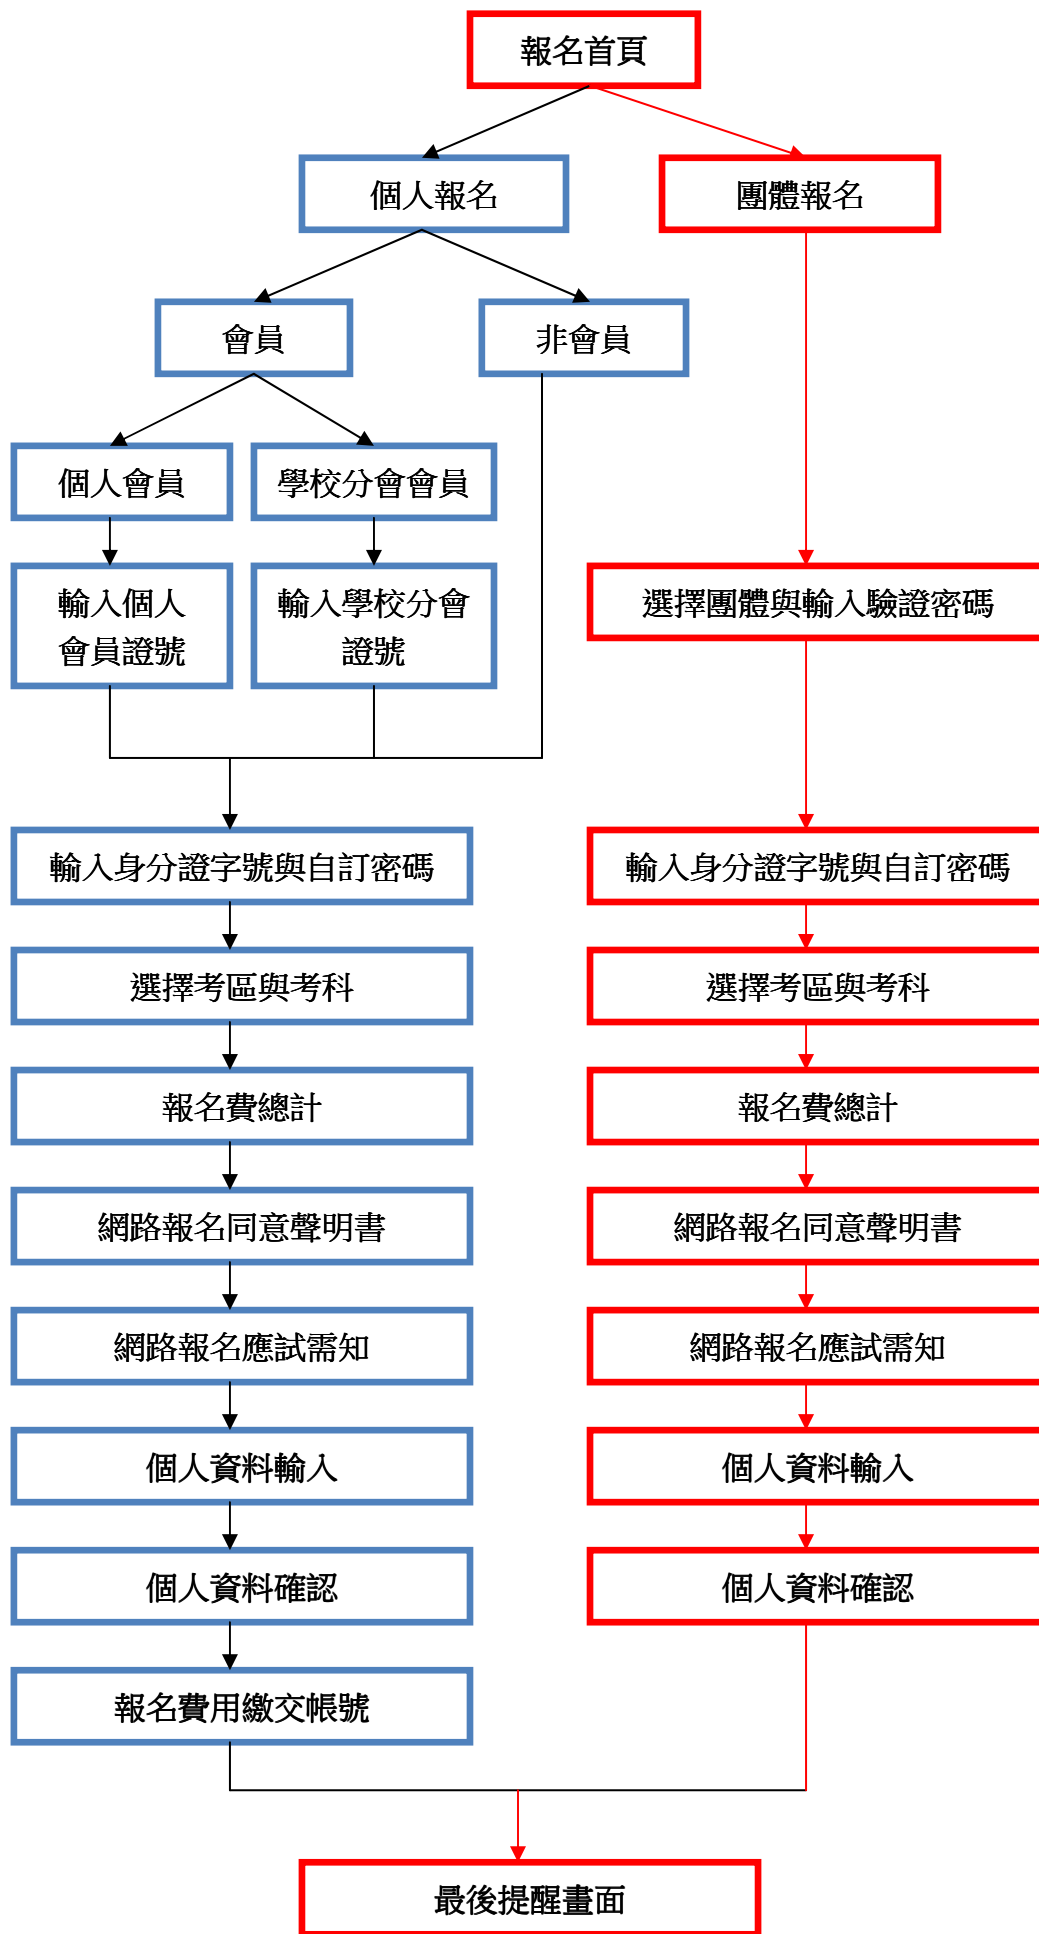 報名首頁
個人報名
團體報名
會員
非會員
個人會員
學校分會會員
輸入個人
會員證號
輸入學校分會
證號
選擇團體與輸入驗證密碼
輸入身分證字號與自訂密碼
輸入身分證字號與自訂密碼
選擇考區與考科
選擇考區與考科
報名費總計
報名費總計
網路報名同意聲明書
網路報名同意聲明書
網路報名應試需知
網路報名應試需知
個人資料輸入
個人資料輸入
個人資料確認
個人資料確認
報名費用繳交帳號
最後提醒畫面